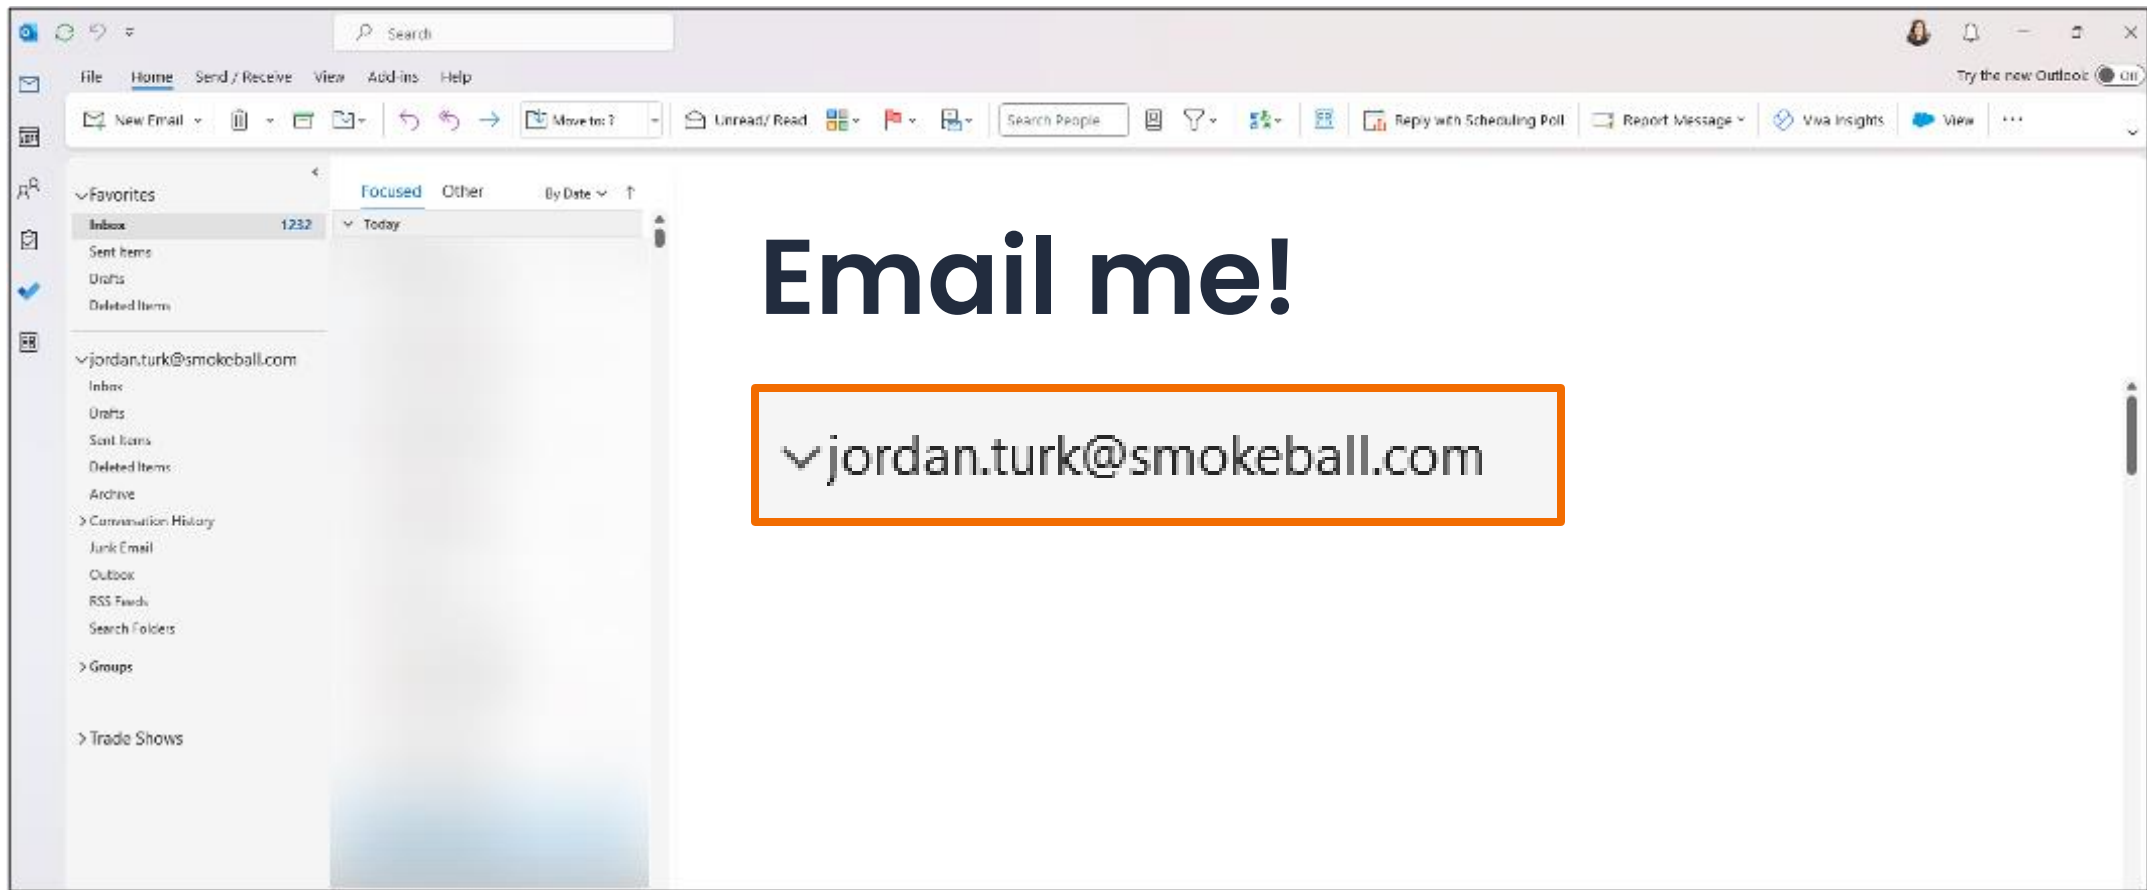 Search
File Home Send / Receive View Add-ins Help
Try the new Outlook Off
New Email Move to: ? Unread/ Read Search People Reply with Scheduling Poll Report Message Viva Insights View ...
Favorites
Focused Other By Date
Inbox 1232
Today
Sent Items
Drafts
Deleted Items
Email me!
jordan.turk@smokeball.com
Inbox
Drafts
Sent Items
Deleted Items
Archive
Conversation History
Junk Email
Outbox
RSS Feeds
Search Folders
Groups
Trade Shows
jordan.turk@smokeball.com